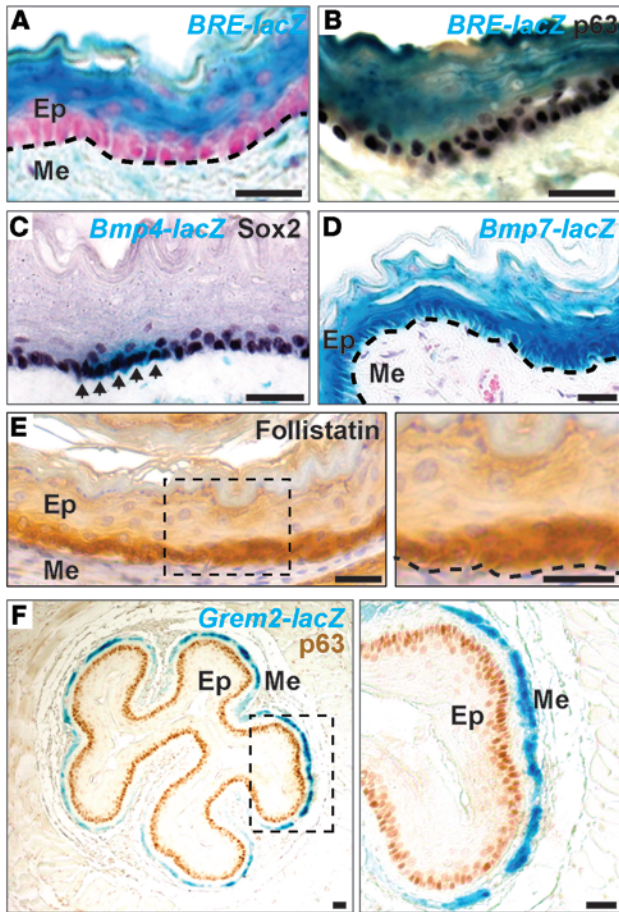 A
BRE-lacZ
Ep
Me
B
BRE-lacZ p63
C
Bmp4-lacZ Sox2
D
Bmp7-lacZ
Ep
Me
E
Follistatin
Ep
Me
F
Grem2-lacZ
p63
Ep
Me
Ep
Me